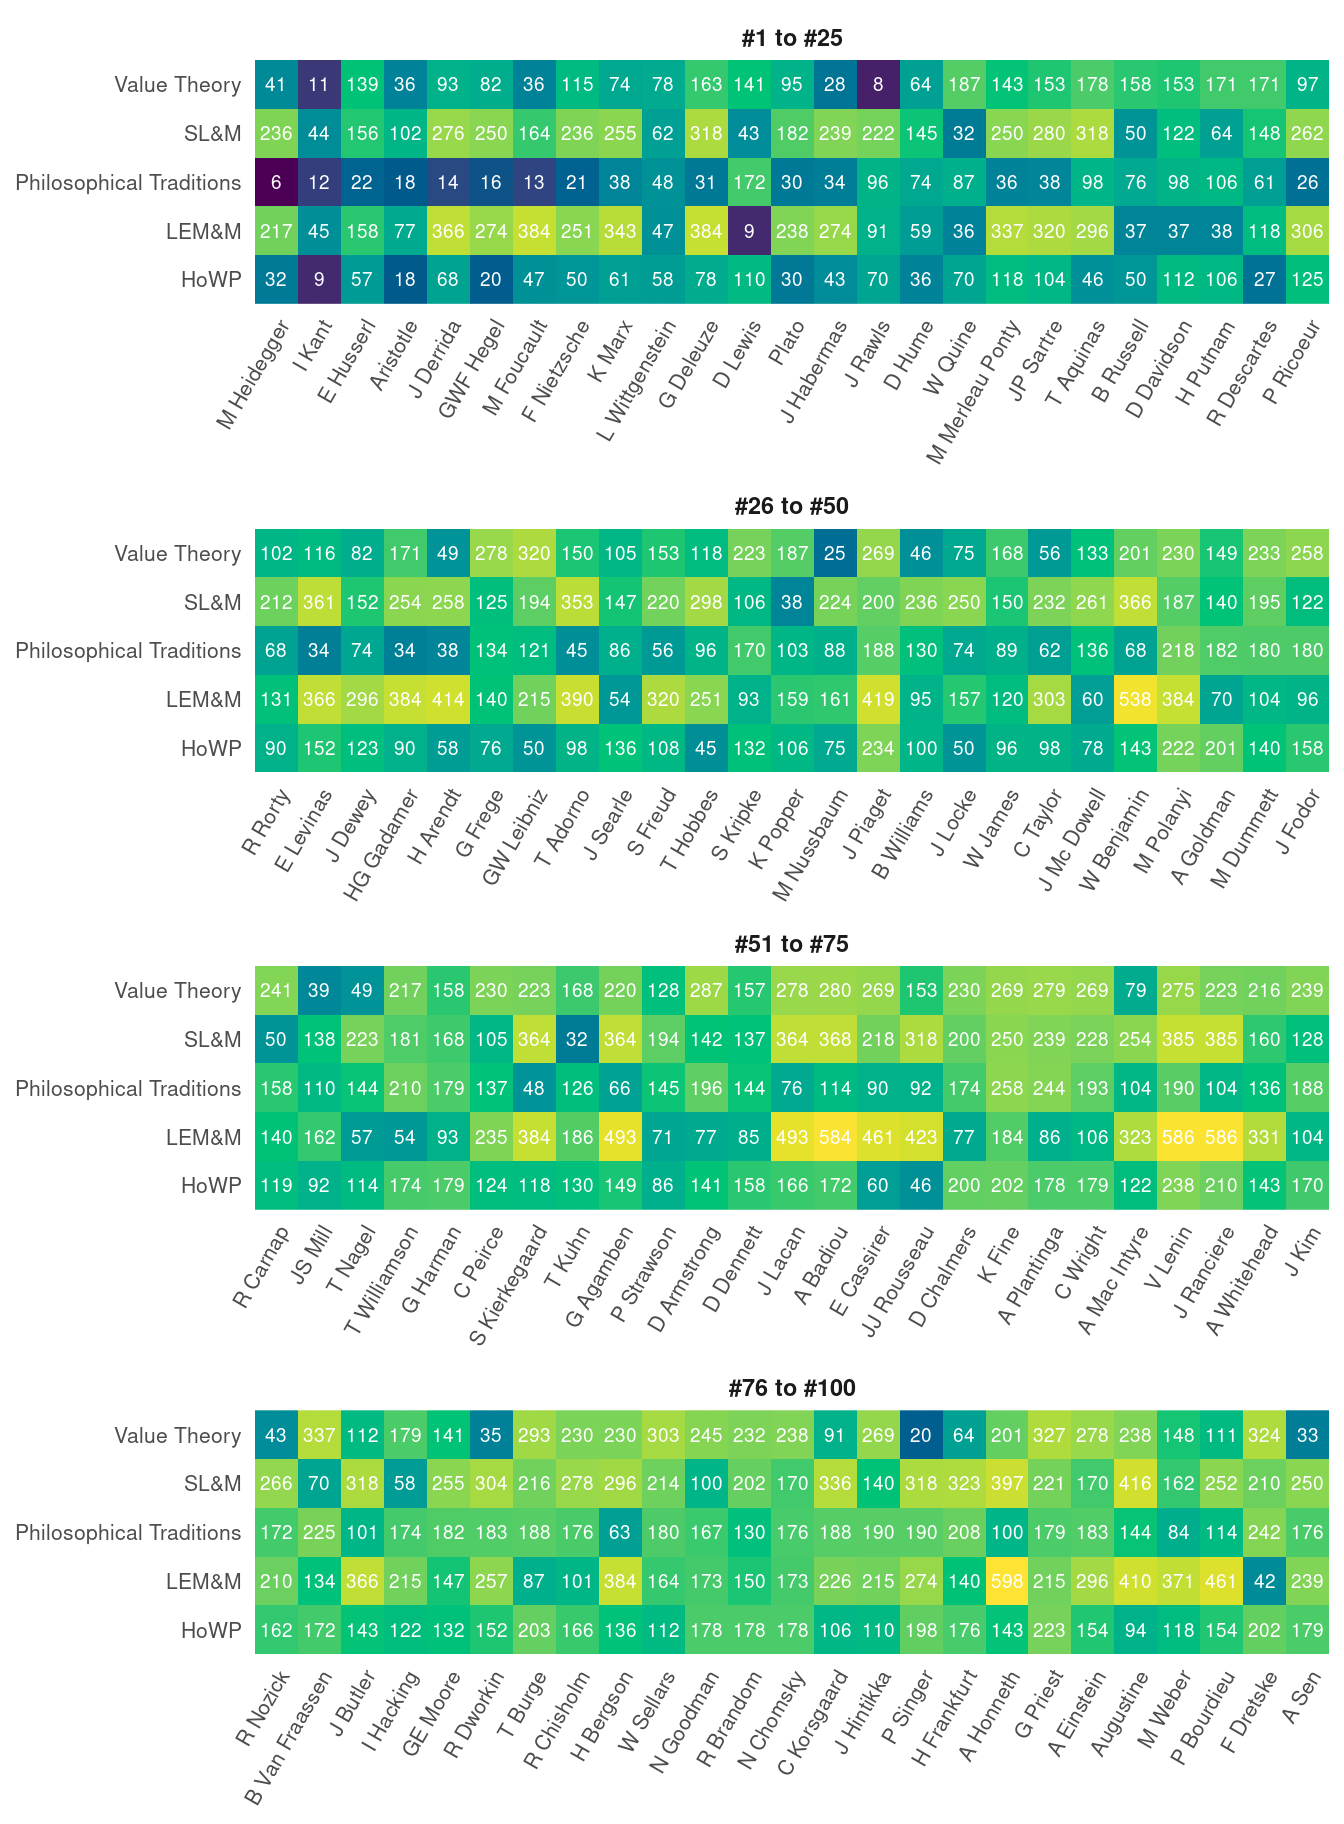 #1 to #25
Value Theory 41 11 139 36 93 82 36 115 74 78 163 141 95 28 8 64 187 143 153 178 158 153 171 171 97
SL&M 236 44 156 102 276 250 164 236 255 62 318 43 182 239 222 145 32 250 280 318 50 122 64 148 262
Philosophical Traditions 6 12 22 18 14 16 13 21 38 48 31 172 30 34 96 74 87 36 38 98 76 98 106 61 26
LEM&M 217 45 158 77 366 274 384 251 343 47 384 9 238 274 91 59 36 337 320 296 37 37 38 118 306
HoWP 32 9 57 18 68 20 47 50 61 58 78 110 30 43 70 36 70 118 104 46 50 112 106 27 125
M Heidegger I Kant E Husserl Aristotle J Derrida GWF Hegel M Foucault F Nietzsche K Marx L Wittgenstein G Deleuze D Lewis Plato J Habermas J Rawls D Hume W Quine M Merleau Ponty JP Sartre T Aquinas B Russell D Davidson H Putnam R Descartes P Ricoeur
#26 to #50
Value Theory 102 116 82 171 49 278 320 150 105 153 118 223 187 25 269 46 75 168 56 133 201 230 149 233 258
SL&M 212 361 152 254 258 125 194 353 147 220 298 106 38 224 200 236 250 150 232 261 366 187 140 195 122
Philosophical Traditions 68 34 74 34 38 134 121 45 86 56 96 170 103 88 188 130 74 89 62 136 68 218 182 180 180
LEM&M 131 366 296 384 414 140 215 390 54 320 251 93 159 161 419 95 157 120 303 60 538 384 70 104 96
HoWP 90 152 123 90 58 76 50 98 136 108 45 132 106 75 234 100 50 96 98 78 143 222 201 140 158
R Rorty E Levinas J Dewey HG Gadamer H Arendt G Frege GW Leibniz T Adorno J Searle S Freud T Hobbes S Kripke K Popper M Nussbaum J Piaget B Williams J Locke W James C Taylor J Mc Dowell W Benjamin M Polanyi A Goldman M Dummett J Fodor
#51 to #75
Value Theory 241 39 49 217 158 230 223 168 220 128 287 157 278 280 269 153 230 269 279 269 79 275 223 216 239
SL&M 50 138 223 181 168 105 364 32 364 194 142 137 364 368 218 318 200 250 239 228 254 385 385 160 128
Philosophical Traditions 158 110 144 210 179 137 48 126 66 145 196 144 76 114 90 92 174 258 244 193 104 190 104 136 188
LEM&M 140 162 57 54 93 235 384 186 493 71 77 85 493 584 461 423 77 184 86 106 323 586 586 331 104
HoWP 119 92 114 174 179 124 118 130 149 86 141 158 166 172 60 46 200 202 178 179 122 238 210 143 170
R Carnap JS Mill T Nagel T Williamson G Harman C Peirce S Kierkegaard T Kuhn G Agamben P Strawson D Armstrong D Dennett J Lacan A Badiou E Cassirer JJ Rousseau D Chalmers K Fine A Plantinga C Wright A Mac Intyre V Lenin J Ranciere A Whitehead J Kim
#76 to #100
Value Theory 43 337 112 179 141 35 293 230 230 303 245 232 238 91 269 20 64 201 327 278 238 148 111 324 33
SL&M 266 70 318 58 255 304 216 278 296 214 100 202 170 336 140 318 323 397 221 170 416 162 252 210 250
Philosophical Traditions 172 225 101 174 182 183 188 176 63 180 167 130 176 188 190 190 208 100 179 183 144 84 114 242 176
LEM&M 210 134 366 215 147 257 87 101 384 164 173 150 173 226 215 274 140 598 215 296 410 371 461 42 239
HoWP 162 172 143 122 132 152 203 166 136 112 178 178 178 106 110 198 176 143 223 154 94 118 154 202 179
R Nozick B Van Fraassen J Butler I Hacking GE Moore R Dworkin T Burge R Chisholm H Bergson W Sellars N Goodman R Brandom N Chomsky C Korsgaard J Hintikka P Singer H Frankfurt A Honneth G Priest A Einstein Augustine M Weber P Bourdieu F Dretske A Sen